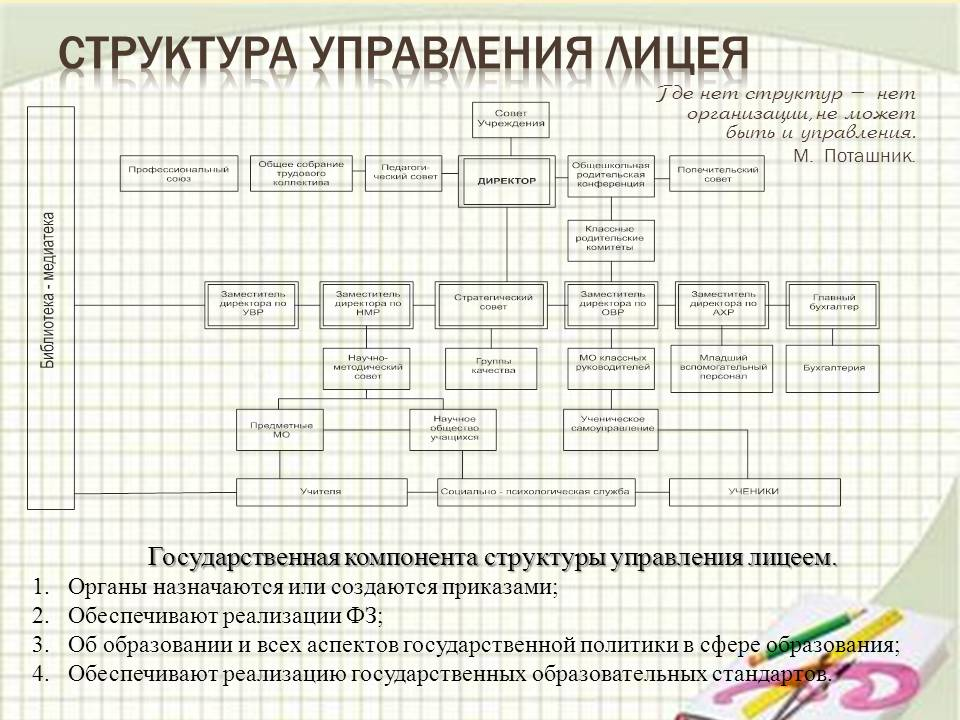 СТРУКТУРА УПРАВЛЕНИЯ ЛИЦЕЯ
Где нет структур – нет
организации, не может
быть и управления.
М. Поташник.
Совет
Учреждения
Профессиональный
союз
Общее собрание
трудового
коллектива
Педагоги-
ческий совет
ДИРЕКТОР
Общешкольная
родительская
конференция
Попечительский
совет
Классные
родительские
комитеты
Библиотека - медиатека
Заместитель
директора по
УВР
Заместитель
директора по
НМР
Стратегический
совет
Заместитель
директора по
ОВР
Заместитель
директора по
АХР
Главный
бухгалтер
Научно-
методический
совет
Группы
качества
МО классных
руководителей
Младший
вспомогательный
персонал
Бухгалтерия
Предметные
МО
Научное
общество
учащихся
Ученическое
самоуправление
Учителя
Социально - психологическая служба
УЧЕНИКИ
Государственная компонента структуры управления лицеем.
1. Органы назначаются или создаются приказами;
2. Обеспечивают реализации ФЗ;
3. Об образовании и всех аспектов государственной политики в сфере образования;
4. Обеспечивают реализацию государственных образовательных стандартов.